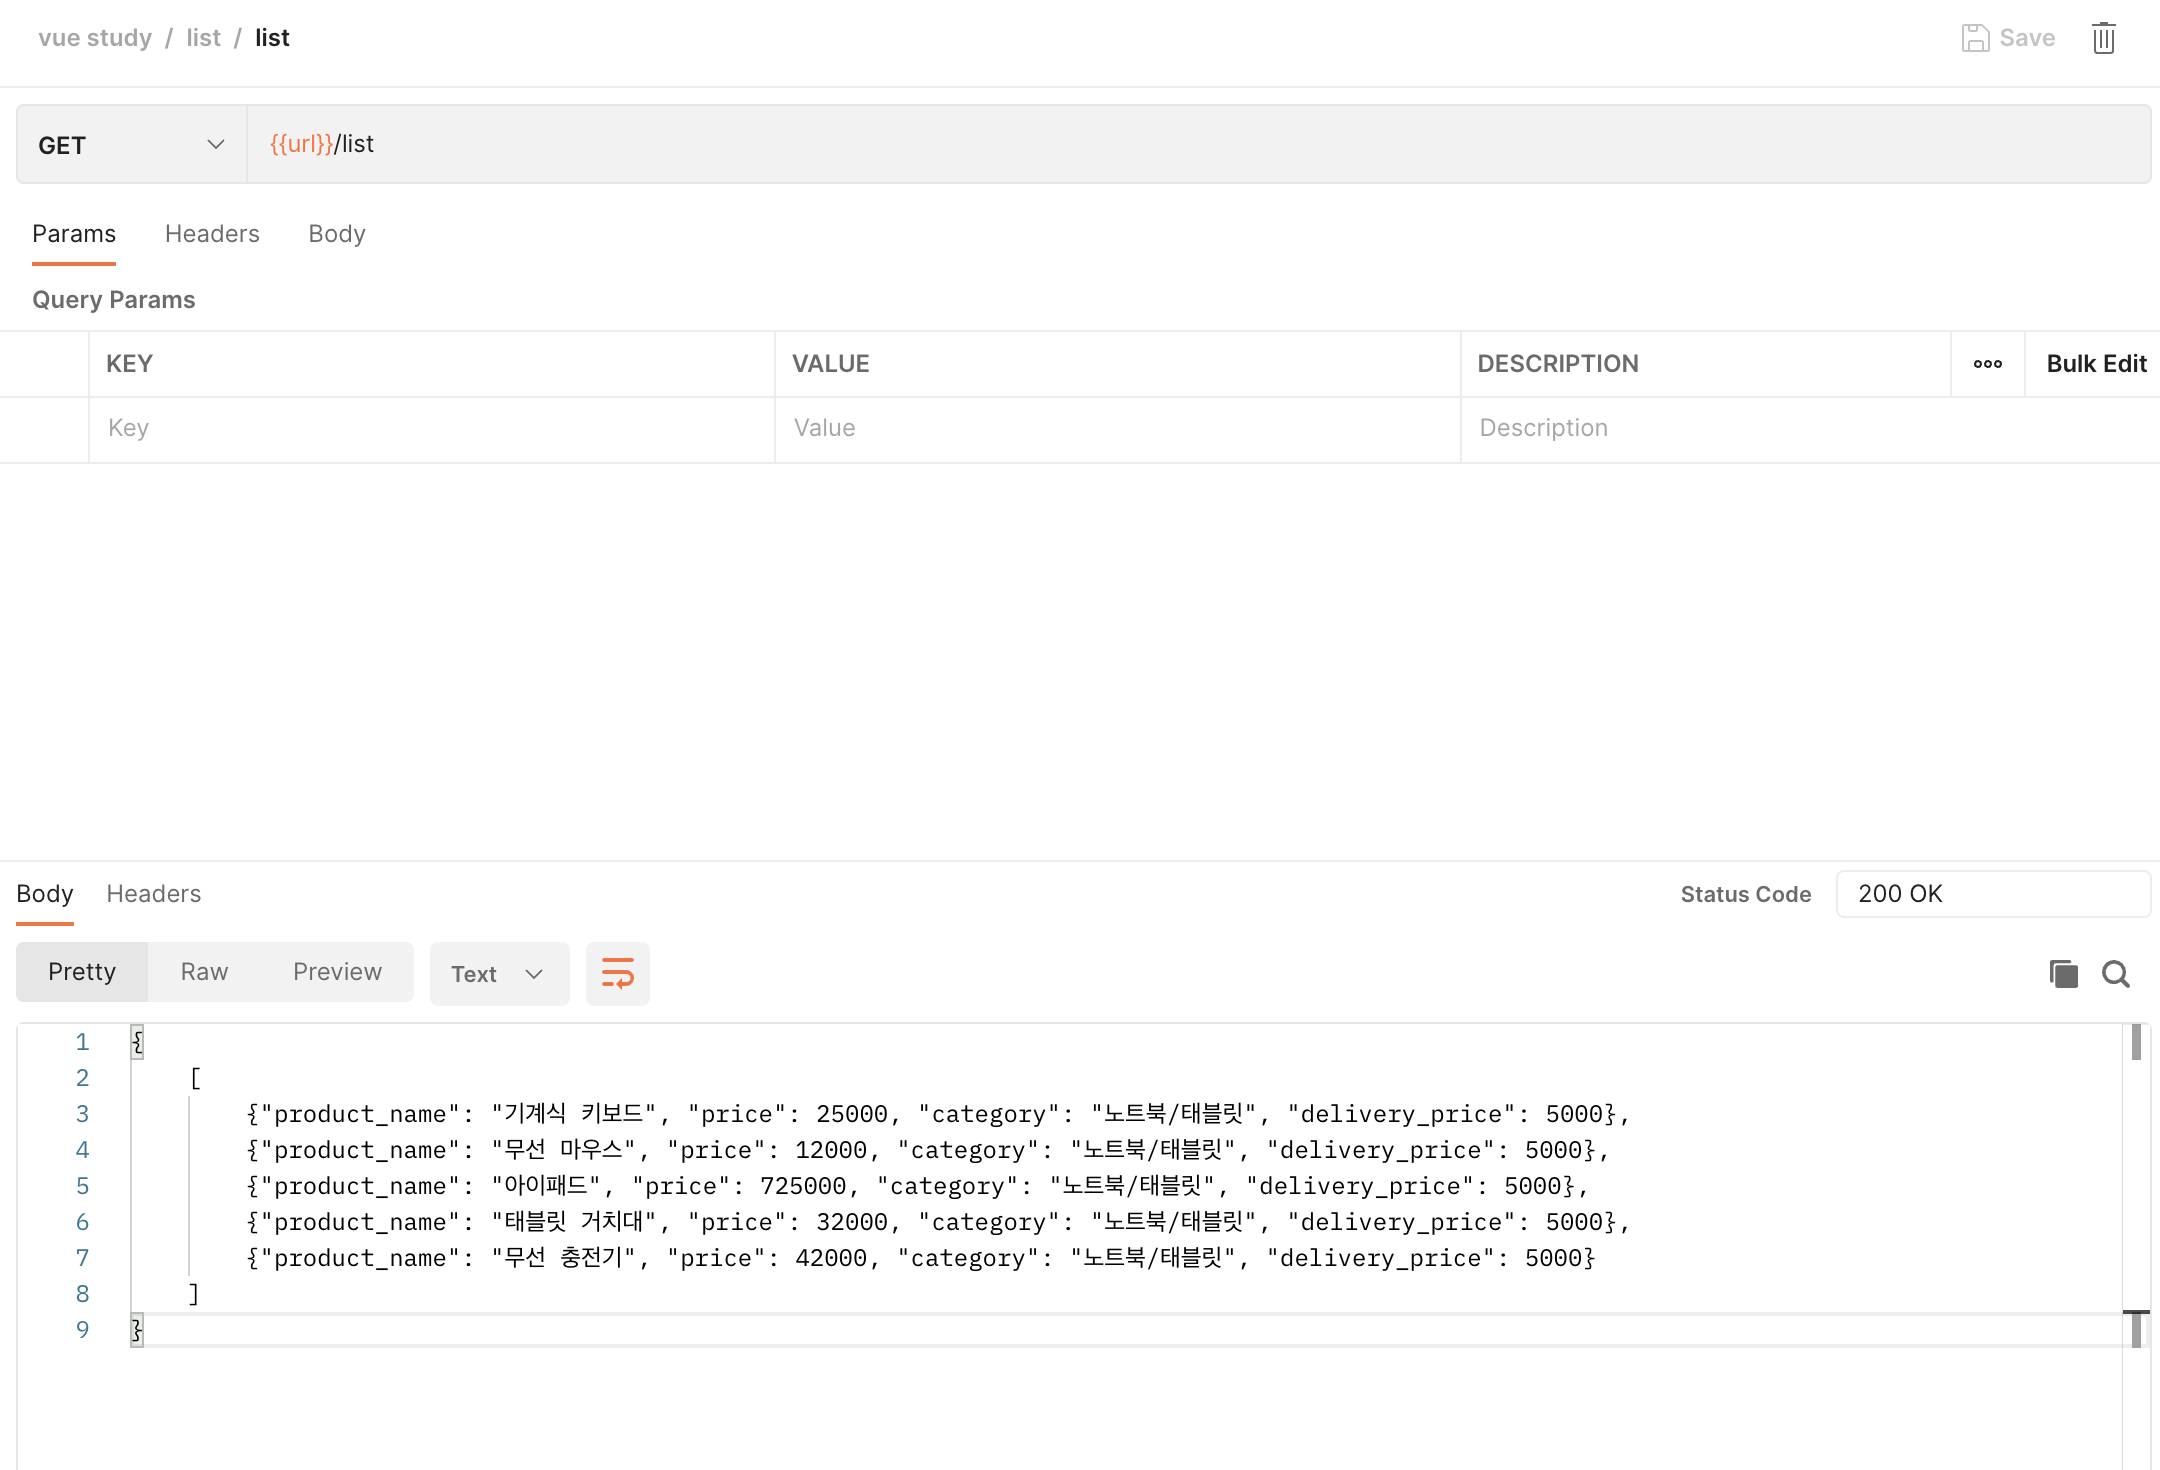 vue study / list / list
Save
GET
{{url}}/list
Params Headers Body
Query Params
KEY VALUE DESCRIPTION ooo Bulk Edit
Key Value Description
Body Headers Status Code 200 OK
Pretty Raw Preview Text
1 {
2 [
3 {"product_name": "기계식 키보드", "price": 25000, "category": "노트북/태블릿", "delivery_price": 5000},
4 {"product_name": "무선 마우스", "price": 12000, "category": "노트북/태블릿", "delivery_price": 5000},
5 {"product_name": "아이패드", "price": 725000, "category": "노트북/태블릿", "delivery_price": 5000},
6 {"product_name": "태블릿 거치대", "price": 32000, "category": "노트북/태블릿", "delivery_price": 5000},
7 {"product_name": "무선 충전기", "price": 42000, "category": "노트북/태블릿", "delivery_price": 5000}
8 ]
9 }